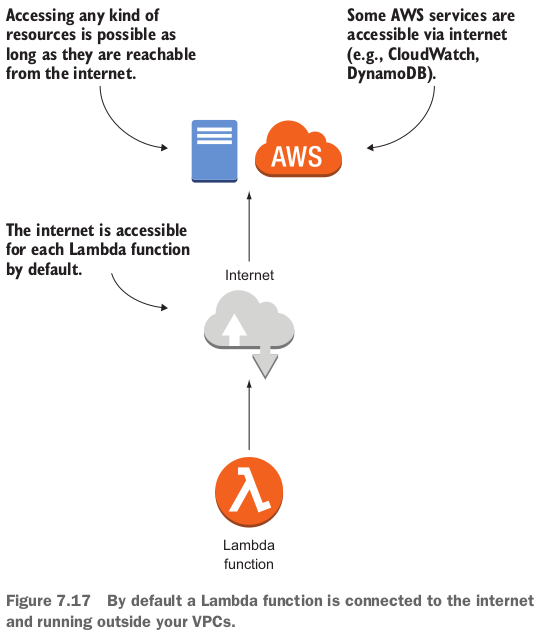 Accessing any kind of
resources is possible as
long as they are reachable
from the internet.
Some AWS services are
accessible via internet
(e.g., CloudWatch,
DynamoDB).
AWS
The internet is accessible
for each Lambda function
by default.
Internet
λ
Lambda
function
Figure 7.17 By default a Lambda function is connected to the internet
and running outside your VPCs.